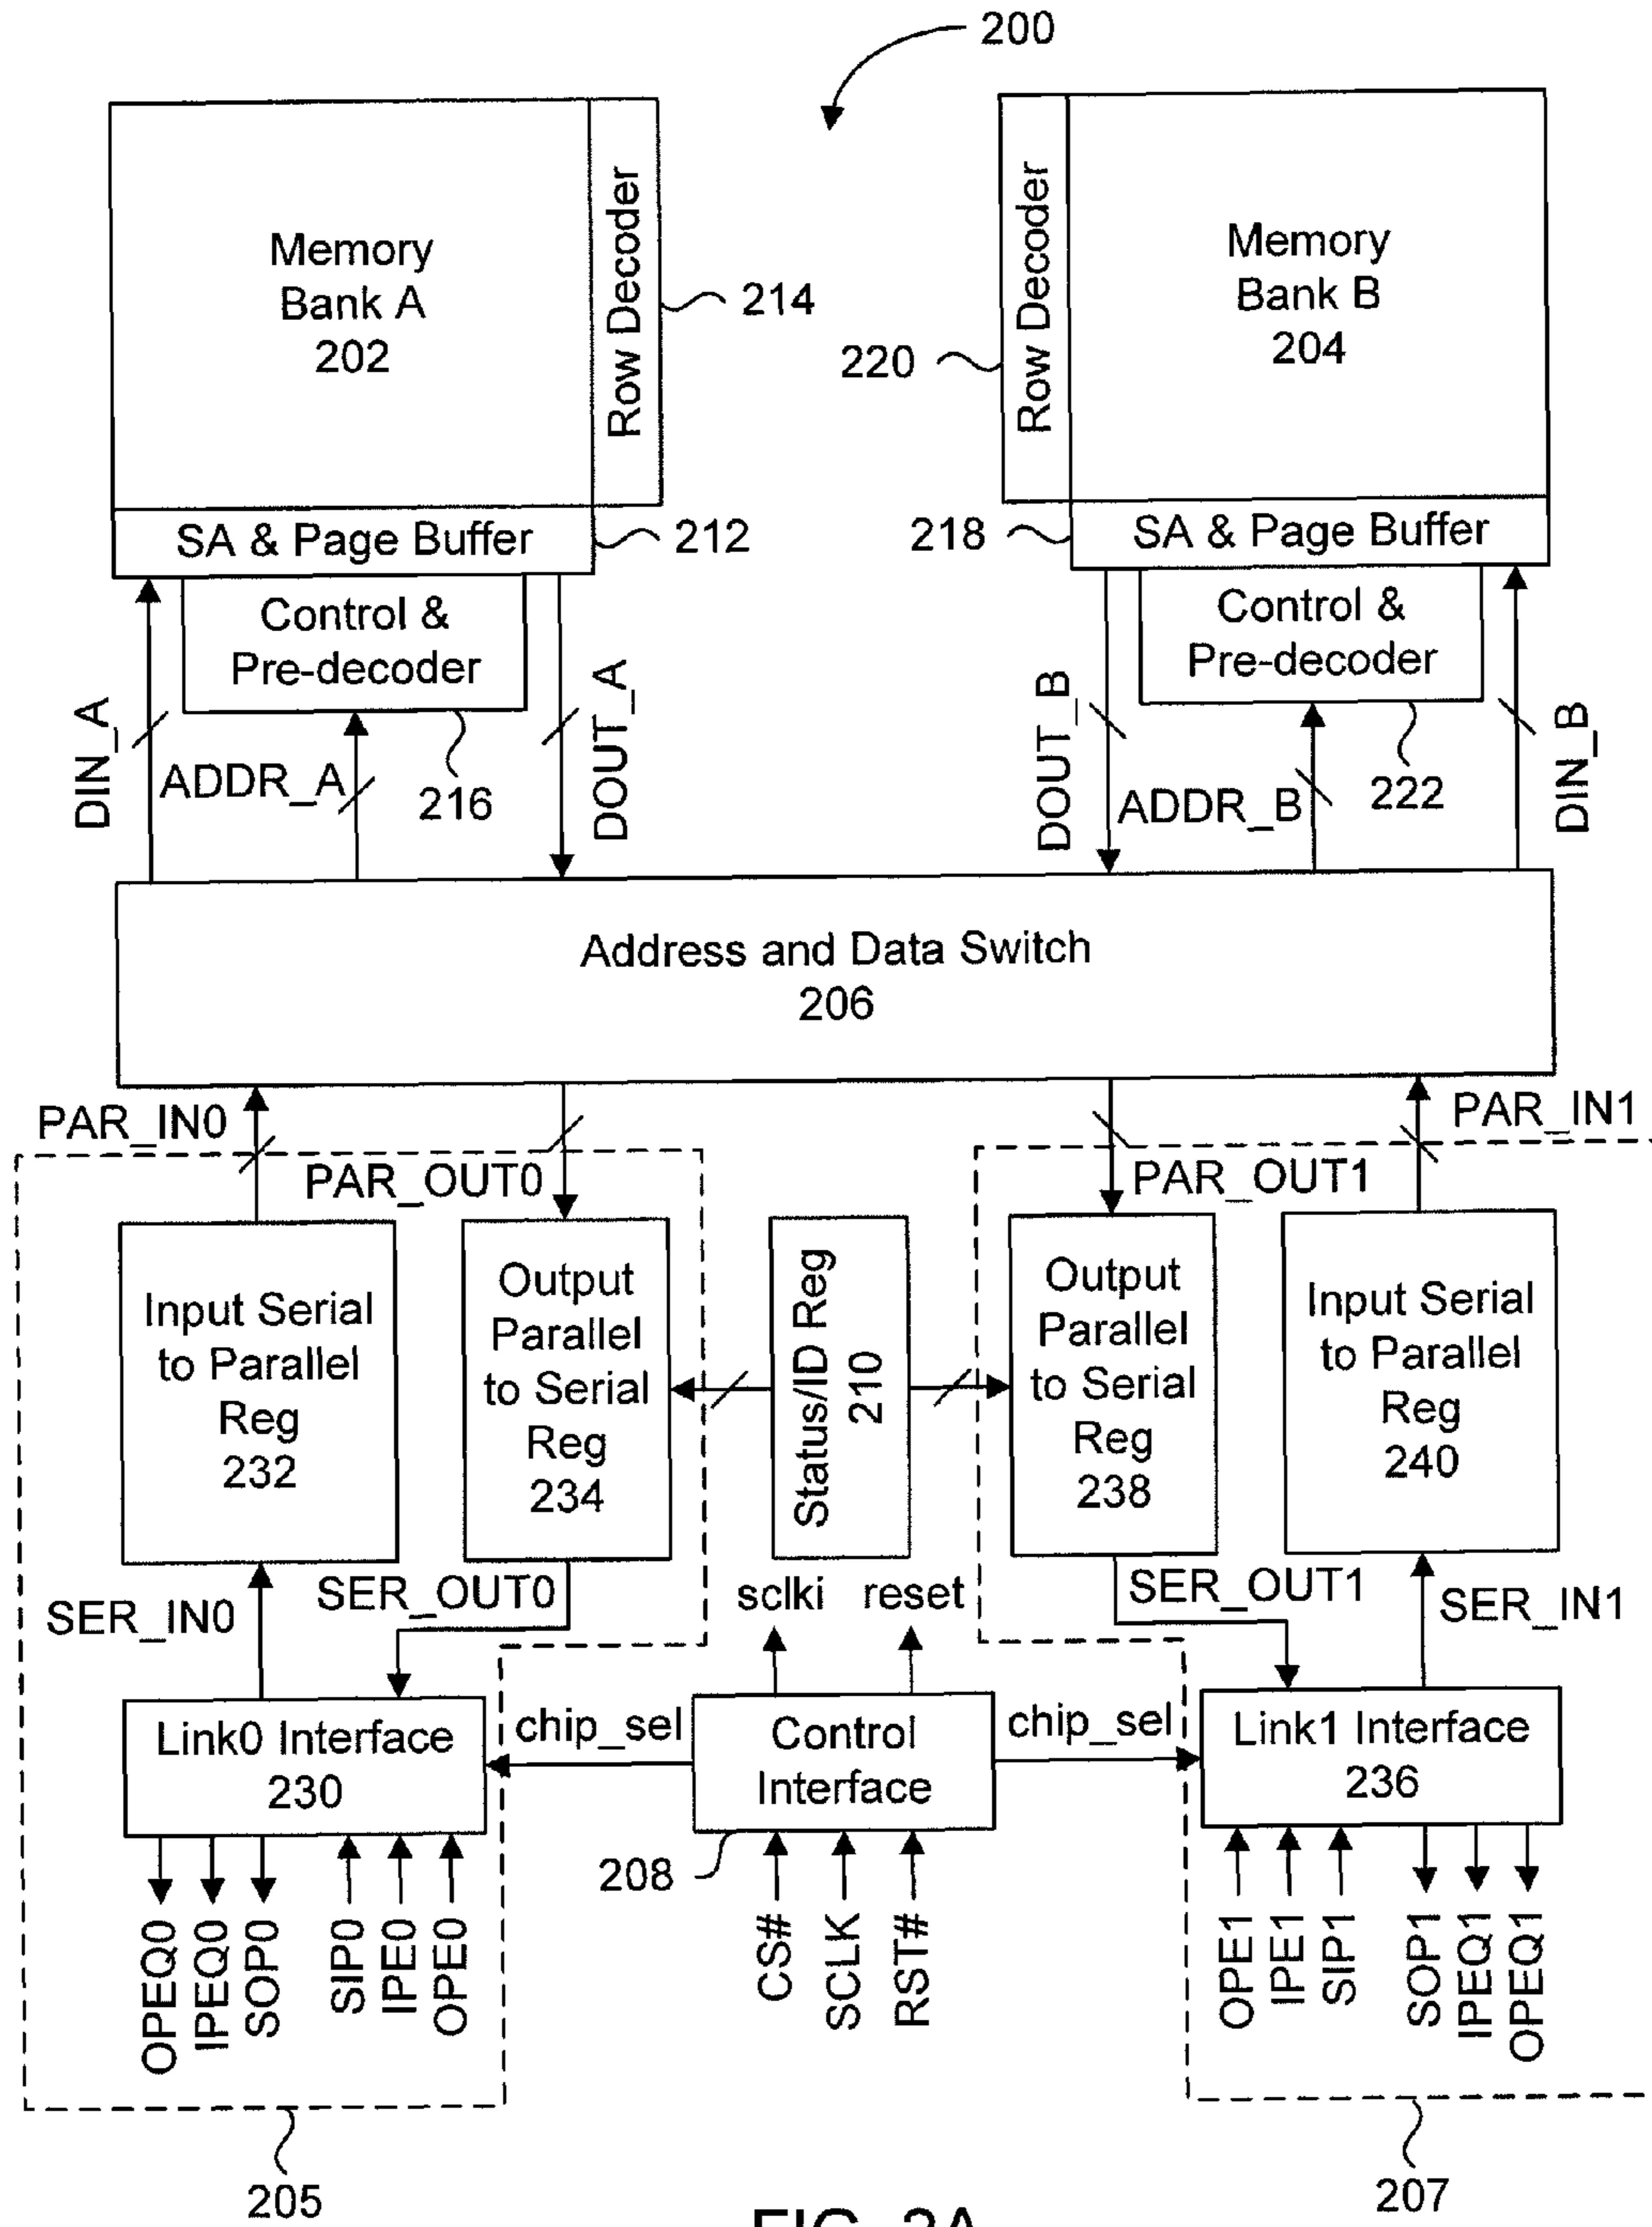 200
Memory
Bank A
202
Row Decoder
214
Row Decoder
220
Memory
Bank B
204
SA & Page Buffer
212
218
SA & Page Buffer
Control &
Pre-decoder
216
Control &
Pre-decoder
222
DIN_A
ADDR_A
DOUT_A
DOUT_B
ADDR_B
DIN_B
Address and Data Switch
206
PAR_IN0
PAR_OUT0
PAR_OUT1
PAR_IN1
Input Serial
to Parallel
Reg
232
Output
Parallel
to Serial
Reg
234
Status/ID Reg
210
Output
Parallel
to Serial
Reg
238
Input Serial
to Parallel
Reg
240
SER_IN0
SER_OUT0
sclki
reset
SER_OUT1
SER_IN1
Link0 Interface
230
chip_sel
Control
Interface
208
chip_sel
Link1 Interface
236
OPEQ0
IPEQ0
SOP0
SIP0
IPE0
OPE0
CS#
SCLK
RST#
OPE1
IPE1
SIP1
SOP1
IPEQ1
OPEQ1
205
207
FIG. 2A